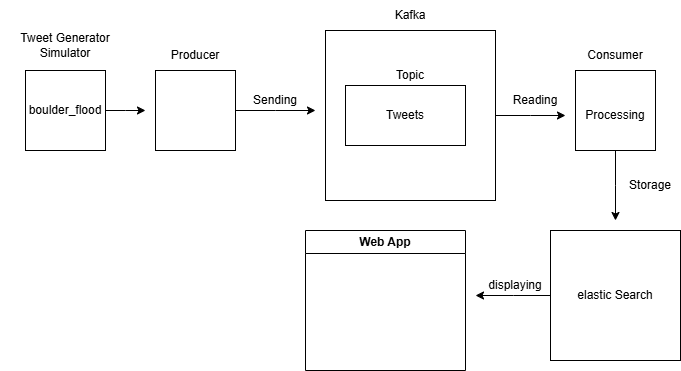 Kafka
Tweet Generator
Simulator
Producer
Consumer
boulder_flood
Sending
Topic
Tweets
Reading
Processing
Storage
Web App
displaying
elastic Search